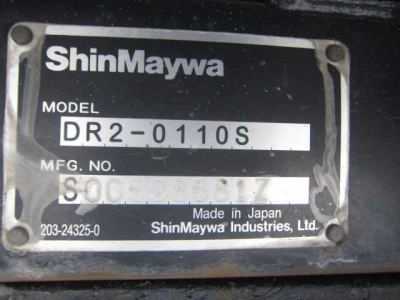 ShinMaywa
MODEL
DR2-0110S
MFG. NO.
Made in Japan
203-24325-0 ShinMaywa Industries, Ltd.